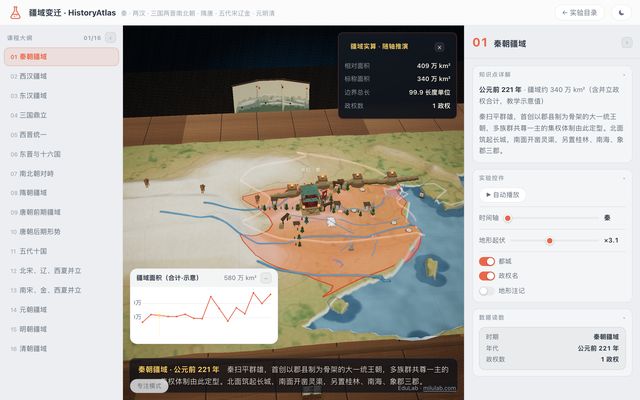 疆域变迁 · HistoryAtlas
秦 · 两汉 · 三国两晋南北朝 · 隋唐 · 五代宋辽金 · 元明清
← 实验目录
课程大纲
01/16
01 秦朝疆域
02 西汉疆域
03 东汉疆域
04 三国鼎立
05 西晋统一
06 东晋与十六国
07 南北朝对峙
08 隋朝疆域
09 唐朝前期疆域
10 唐朝后期形势
11 五代十国
12 北宋、辽、西夏并立
13 南宋、金、西夏并立
14 元朝疆域
15 明朝疆域
16 清朝疆域
疆域实算 · 随轴推演
×
相对面积 409 万 km²
标称面积 340 万 km²
边界总长 99.9 长度单位
政权数 1 政权
疆域面积（合计·示意） 580 万 km²
万
万
秦朝疆域 · 公元前 221 年 秦扫平群雄，首创以郡县制为骨架的大一统王朝，多族群共尊一主的
集权体制由此定型。北面筑起长城，南面开凿灵渠，另置桂林、南海、象郡三郡。
专注模式
EduLab · milulab.com
01 秦朝疆域
知识点详解
公元前 221 年 · 疆域约 340 万 km²（含并立政权合计，教学示意值）
秦扫平群雄，首创以郡县制为骨架的大一统王朝，多族群共尊一主的集权体制由此定型。北面筑起长城，南面开凿灵渠，另置桂林、南海、象郡三郡。
实验控件
▶ 自动播放
时间轴 秦
地形起伏 ×3.1
都城
政权名
地形注记
数据读数
时期 秦朝疆域
年代 公元前 221 年
政权数 1 政权